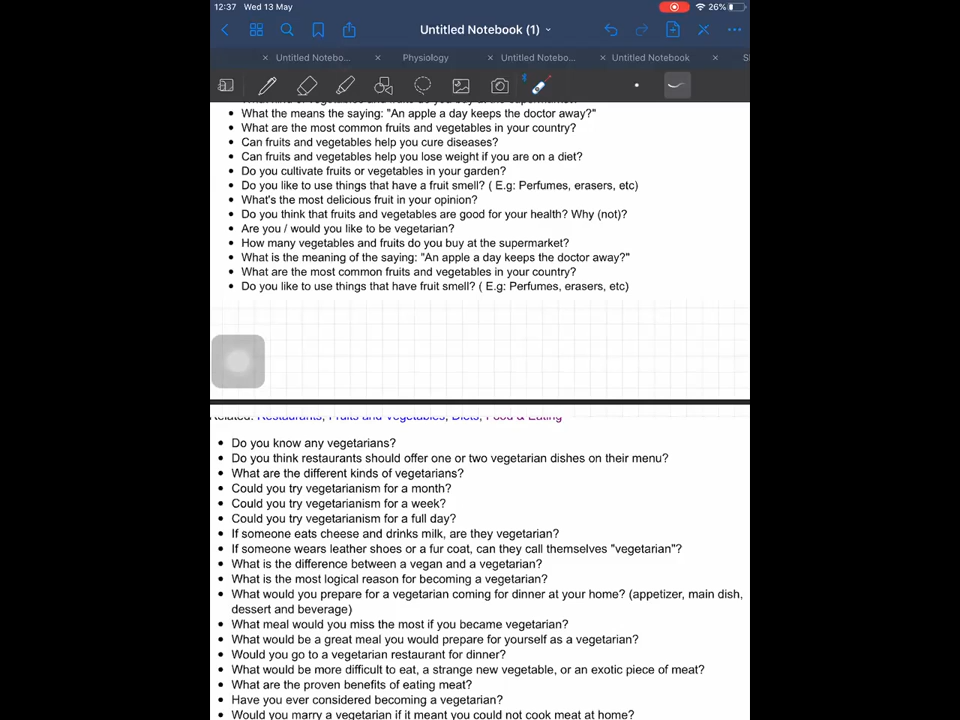 12:37 Wed 13 May
26%
Untitled Notebook (1)
Untitled Notebo...
Physiology
Untitled Notebo...
Untitled Notebook
What the means the saying: "An apple a day keeps the doctor away?"
What are the most common fruits and vegetables in your country?
Can fruits and vegetables help you cure diseases?
Can fruits and vegetables help you lose weight if you are on a diet?
Do you cultivate fruits or vegetables in your garden?
Do you like to use things that have a fruit smell? ( E.g: Perfumes, erasers, etc)
What's the most delicious fruit in your opinion?
Do you think that fruits and vegetables are good for your health? Why (not)?
Are you / would you like to be vegetarian?
How many vegetables and fruits do you buy at the supermarket?
What is the meaning of the saying: "An apple a day keeps the doctor away?"
What are the most common fruits and vegetables in your country?
Do you like to use things that have fruit smell? ( E.g: Perfumes, erasers, etc)
Related: Restaurants, Fruits and Vegetables, Diets, Food & Eating
Do you know any vegetarians?
Do you think restaurants should offer one or two vegetarian dishes on their menu?
What are the different kinds of vegetarians?
Could you try vegetarianism for a month?
Could you try vegetarianism for a week?
Could you try vegetarianism for a full day?
If someone eats cheese and drinks milk, are they vegetarian?
If someone wears leather shoes or a fur coat, can they call themselves "vegetarian"?
What is the difference between a vegan and a vegetarian?
What is the most logical reason for becoming a vegetarian?
What would you prepare for a vegetarian coming for dinner at your home? (appetizer, main dish,
dessert and beverage)
What meal would you miss the most if you became vegetarian?
What would be a great meal you would prepare for yourself as a vegetarian?
Would you go to a vegetarian restaurant for dinner?
What would be more difficult to eat, a strange new vegetable, or an exotic piece of meat?
What are the proven benefits of eating meat?
Have you ever considered becoming a vegetarian?
Would you marry a vegetarian if it meant you could not cook meat at home?